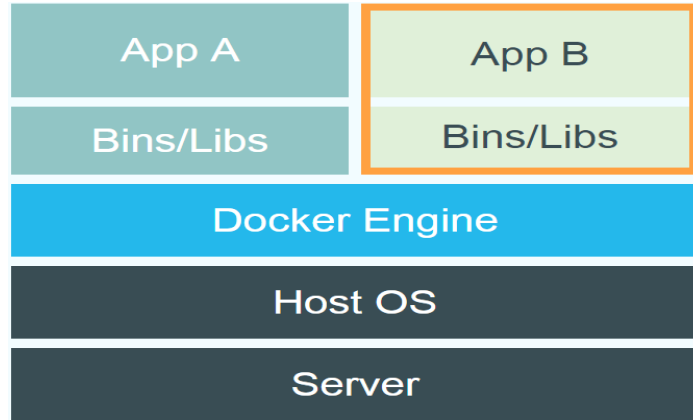 App A
App B
Bins/Libs
Bins/Libs
Docker Engine
Host OS
Server